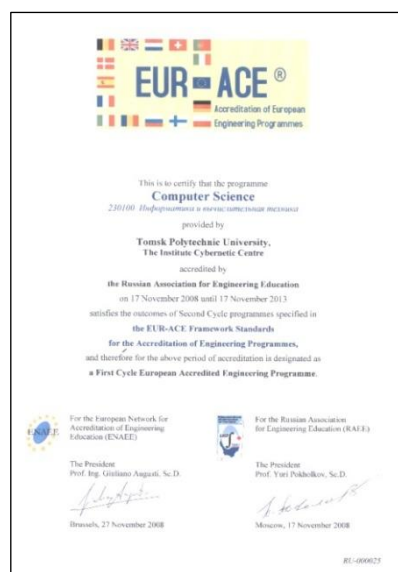 EUR ACE ®
Accreditation of European
Engineering Programmes
This is to certify that the programme
Computer Science
230100 Информатика и вычислительная техника
provided by
Tomsk Polytechnic University,
The Institute Cybernetic Centre
accredited by
the Russian Association for Engineering Education
on 17 November 2008 until 17 November 2013
satisfies the outcomes of Second Cycle programmes specified in
the EUR-ACE Framework Standards
for the Accreditation of Engineering Programmes,
and therefore for the above period of accreditation is designated as
a First Cycle European Accredited Engineering Programme.
ENAEE
For the European Network for
Accreditation of Engineering
Education (ENAEE)
The President
Prof. Ing. Giuliano Augusti, Sc.D.
Brussels, 27 November 2008
For the Russian Association
for Engineering Education (RAEE)
The President
Prof. Yuri Pokholkov, Sc.D.
Moscow, 17 November 2008
RU-000025